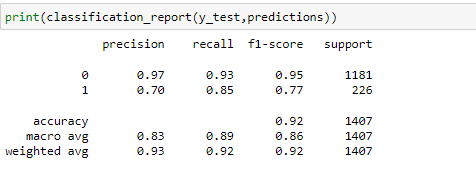 print(classification_report(y_test,predictions))
precision recall f1-score support
0 0.97 0.93 0.95 1181
1 0.70 0.85 0.77 226
accuracy 0.92 1407
macro avg 0.83 0.89 0.86 1407
weighted avg 0.93 0.92 0.92 1407